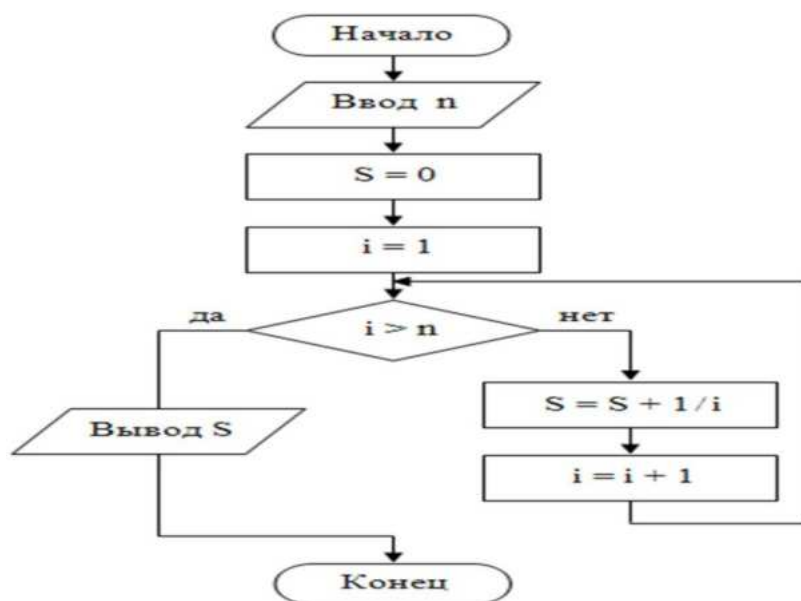 Начало
Ввод n
S = 0
i = 1
да
i > n
нет
S = S + 1/i
i = i + 1
Вывод S
Конец